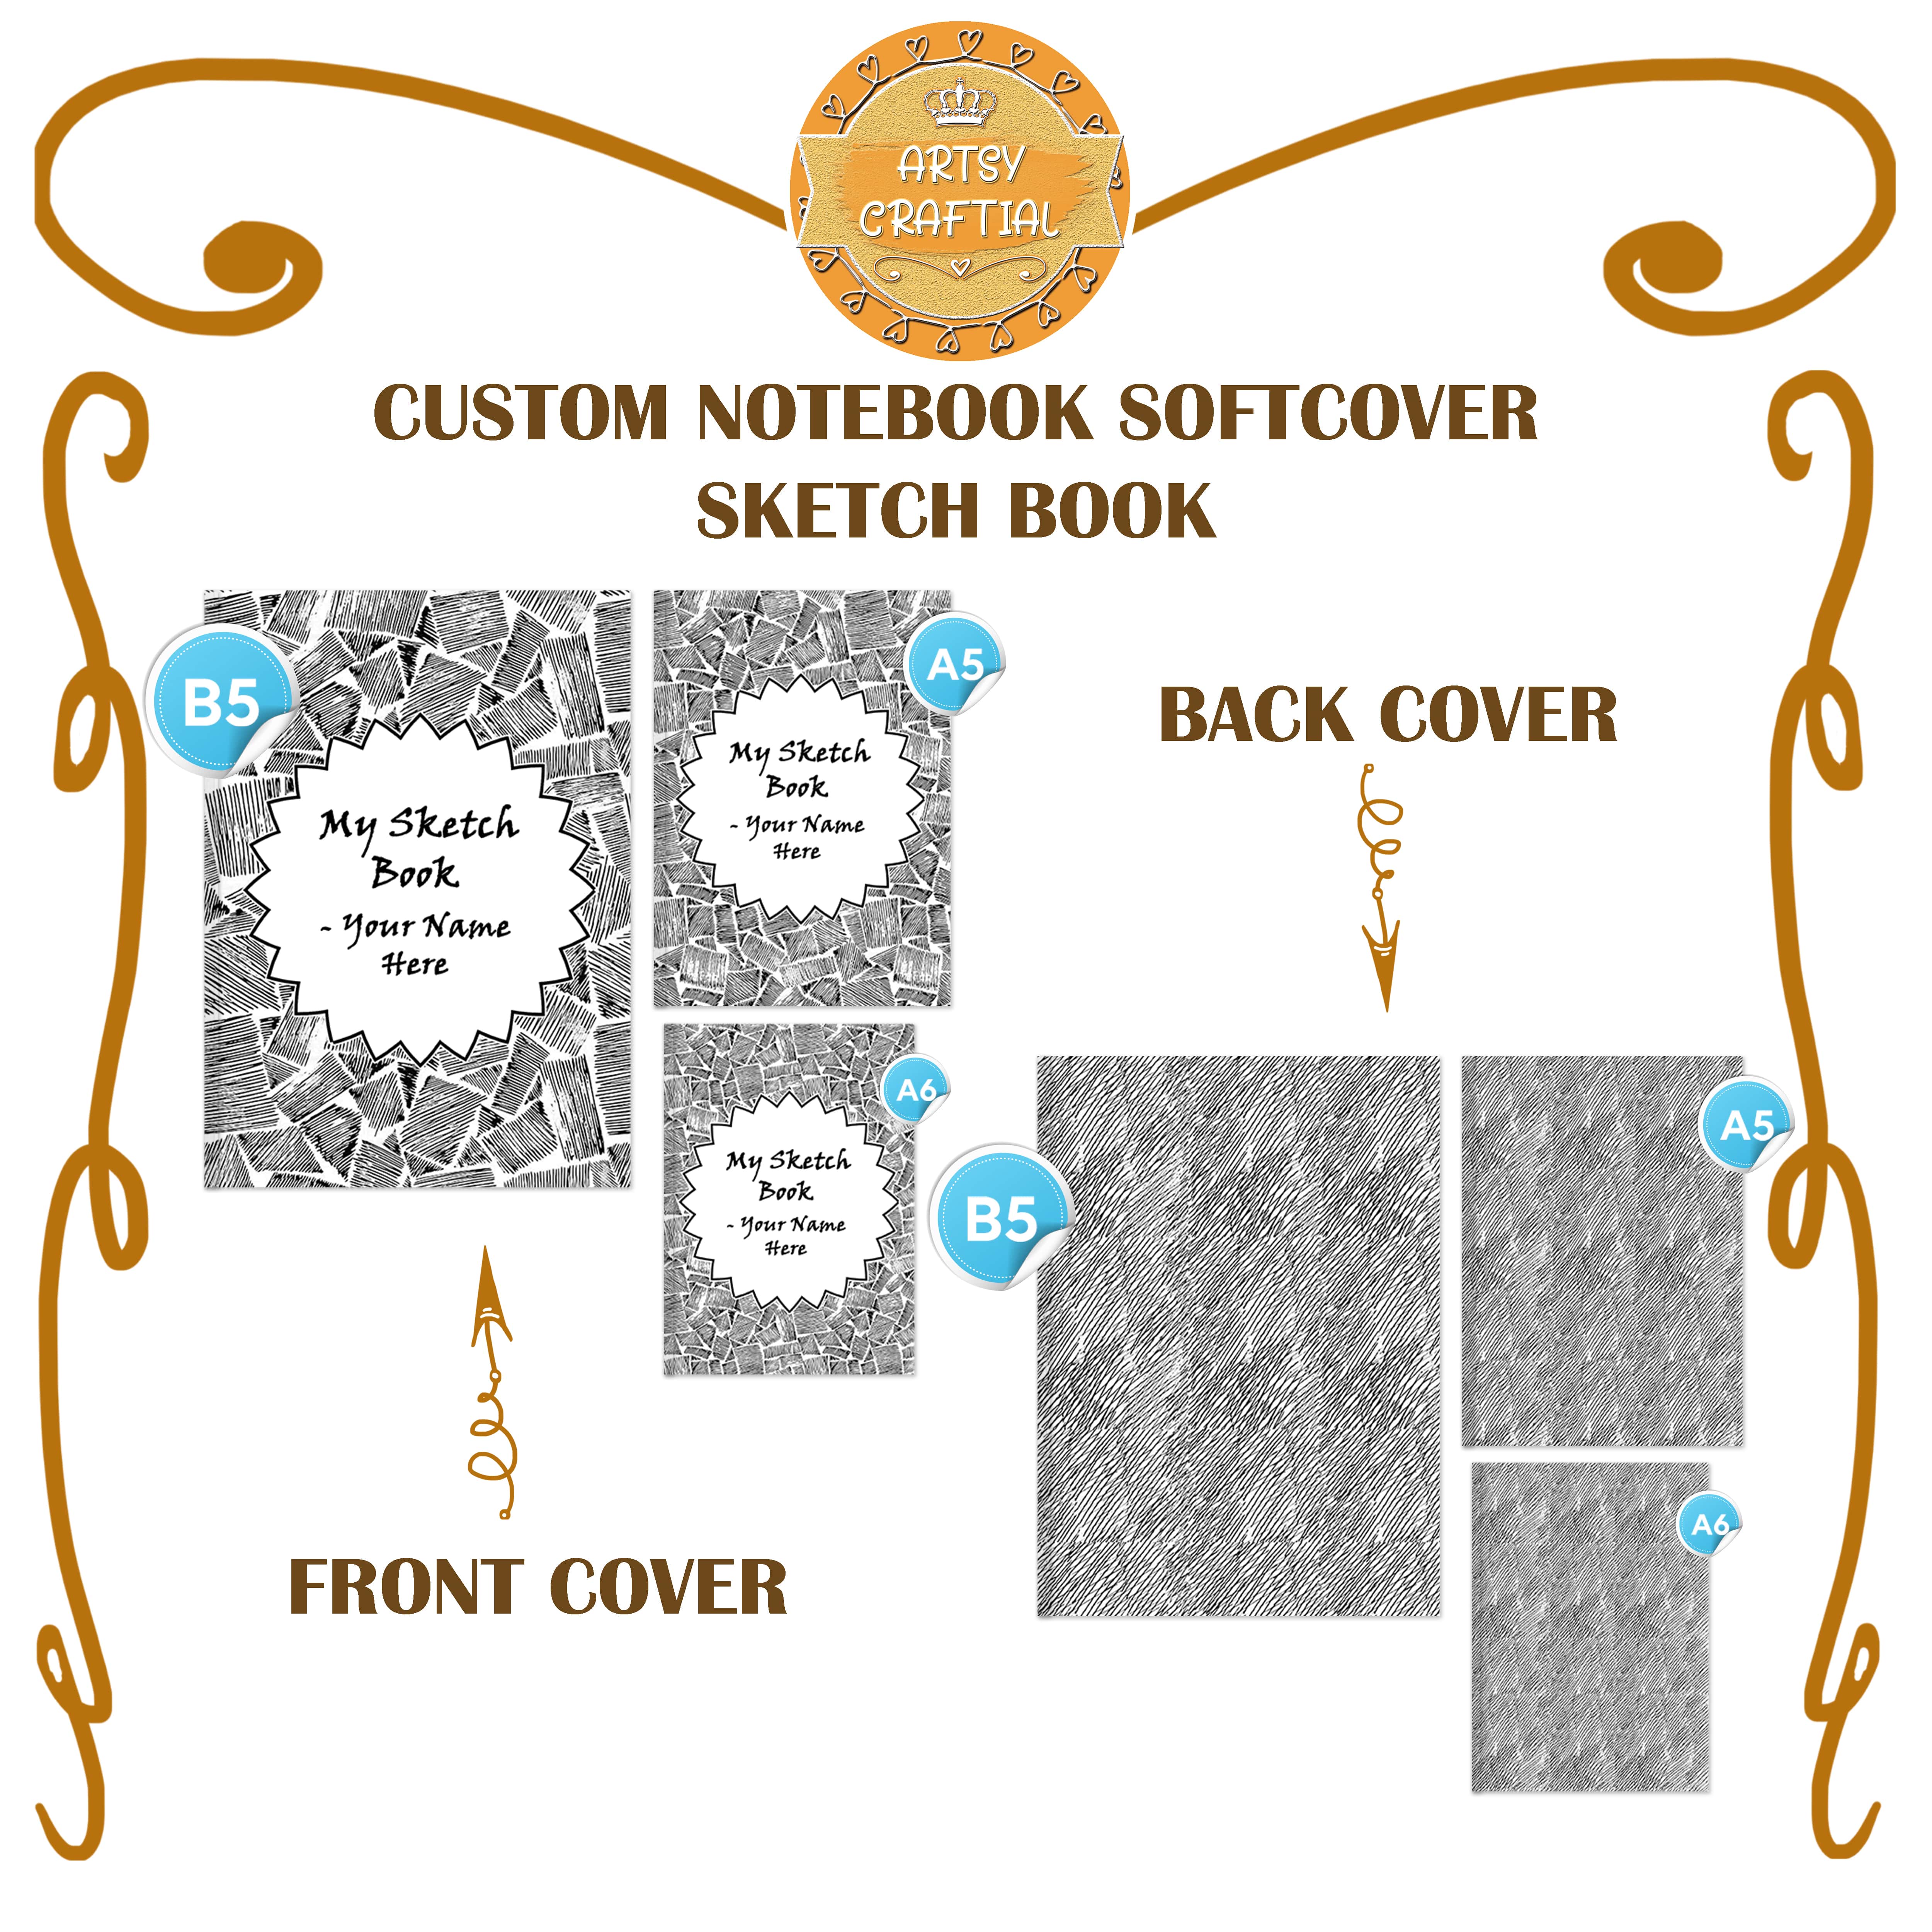 ARTSY
CRAFTIAL
CUSTOM NOTEBOOK SOFTCOVER
SKETCH BOOK
B5
My Sketch
Book
- Your Name
Here
A5
My Sketch
Book
- Your Name
Here
A6
My Sketch
Book
- Your Name
Here
FRONT COVER
BACK COVER
B5
A5
A6